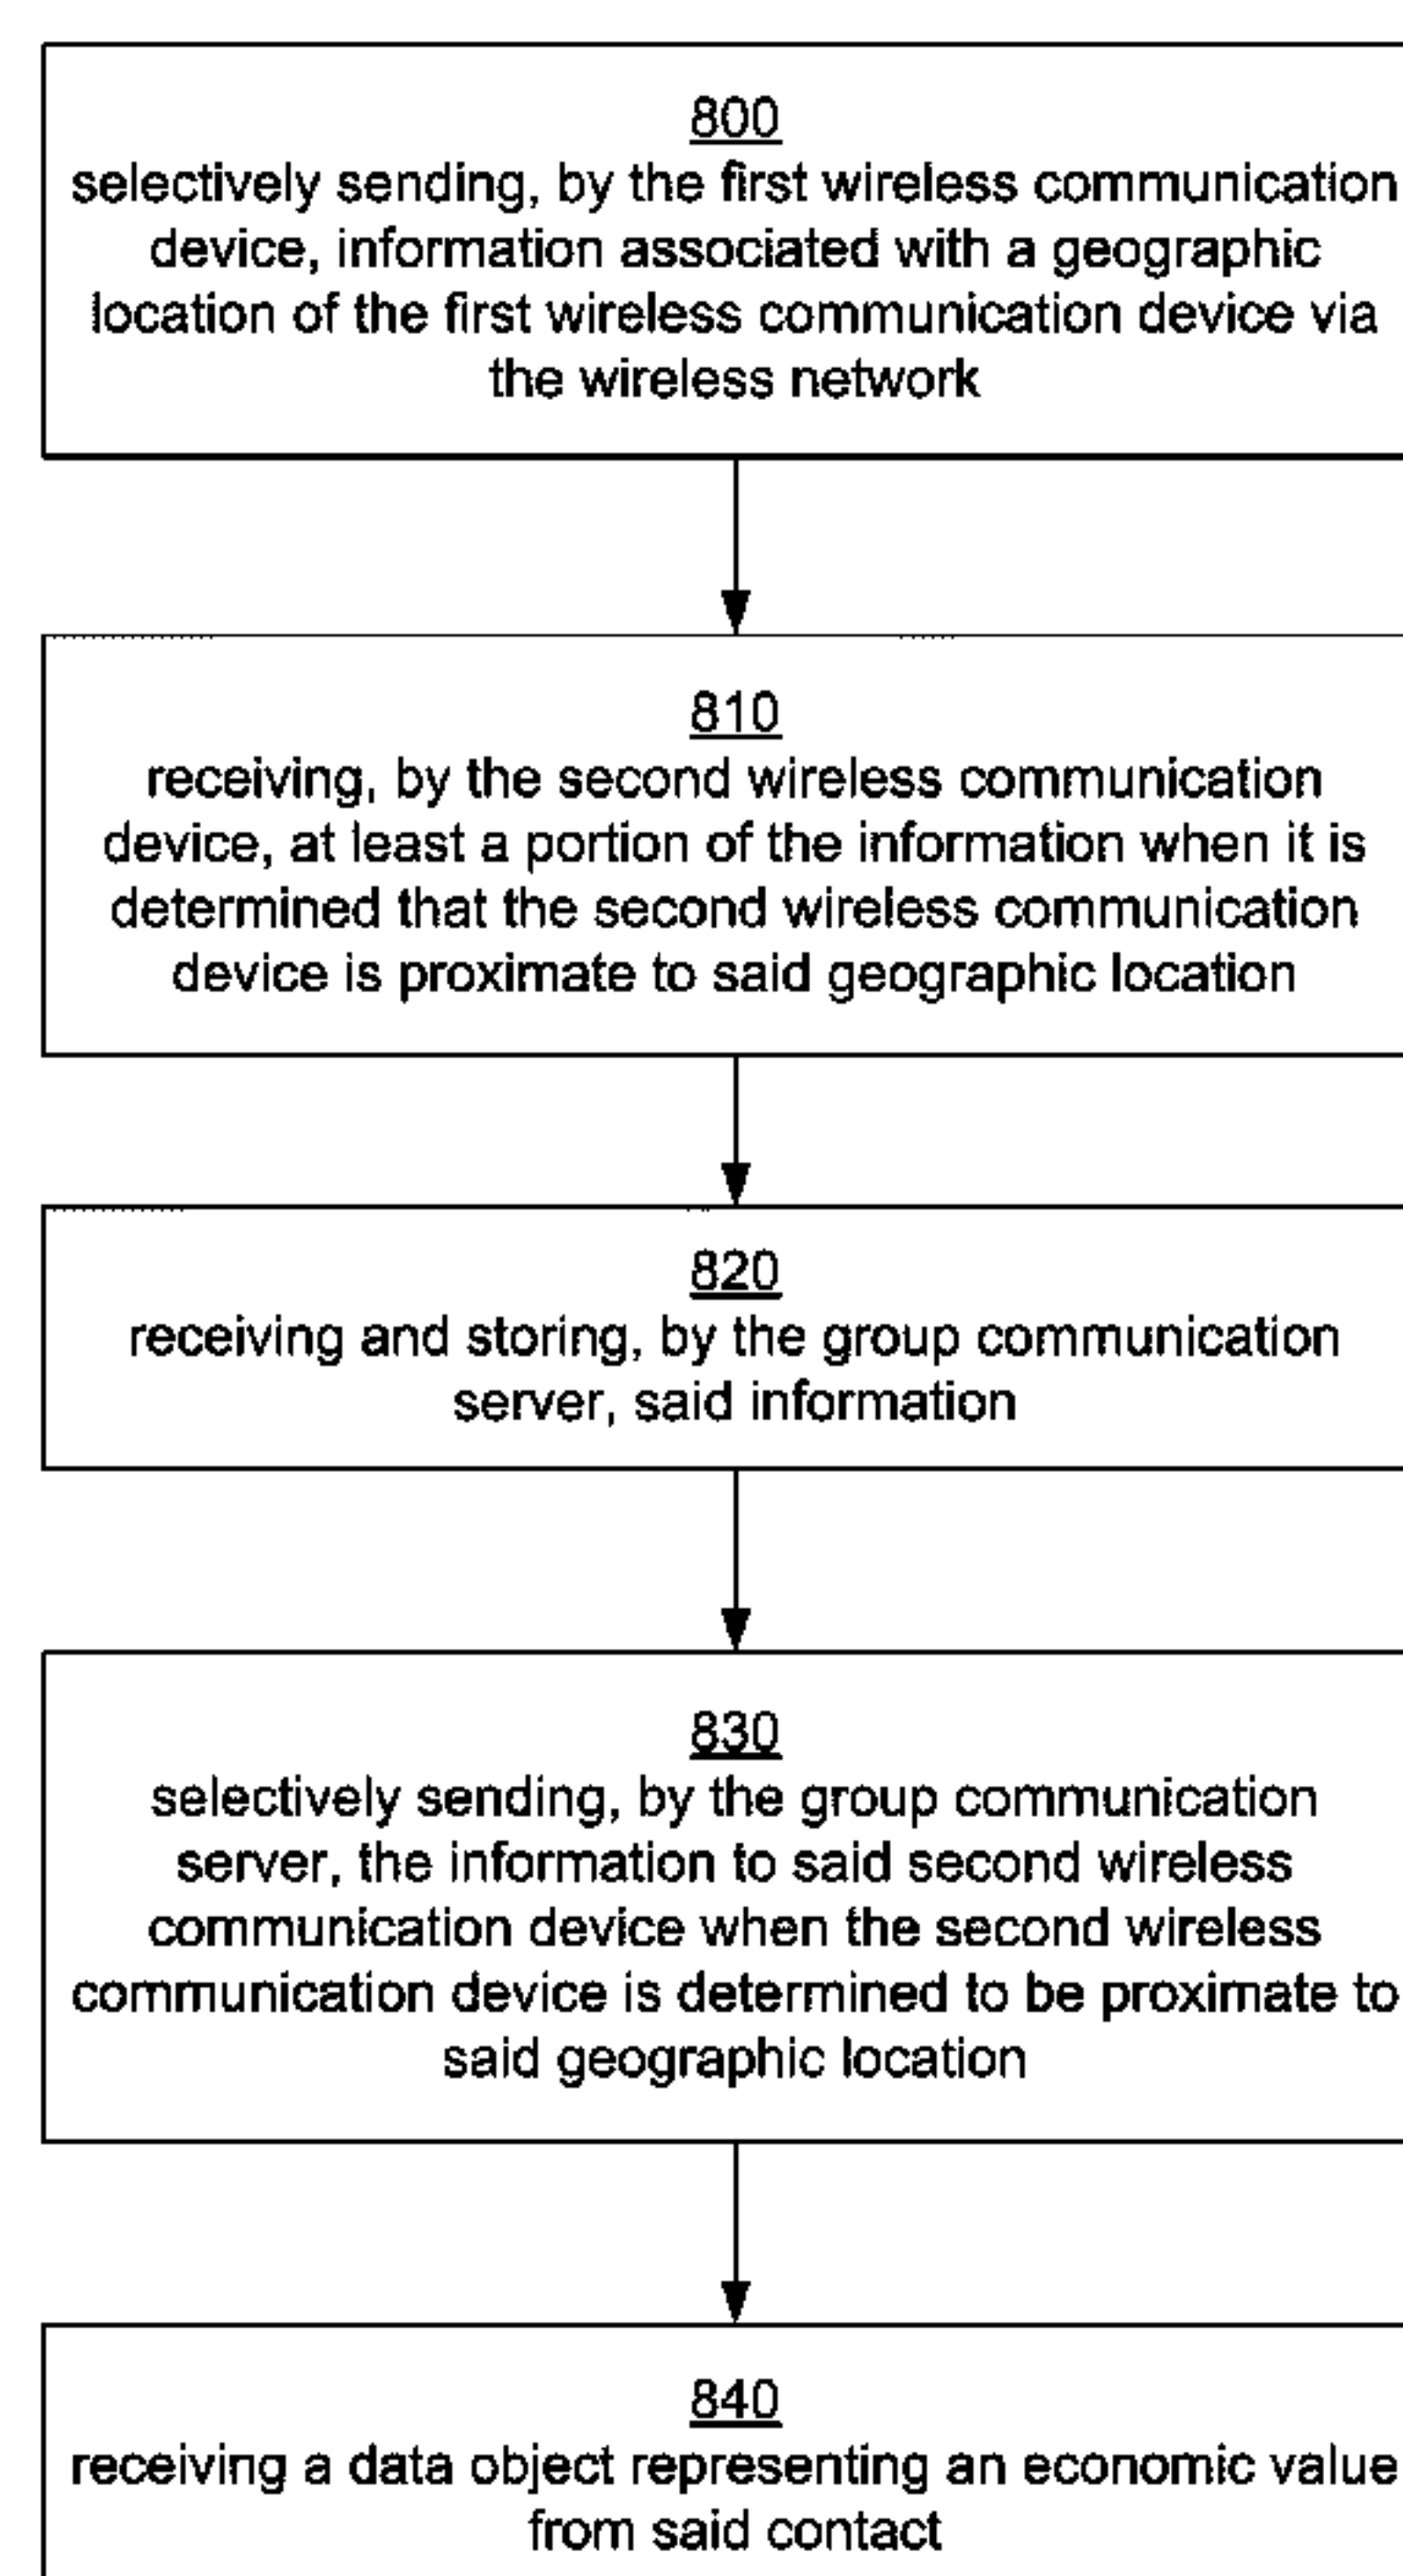 800
selectively sending, by the first wireless communication
device, information associated with a geographic
location of the first wireless communication device via
the wireless network
810
receiving, by the second wireless communication
device, at least a portion of the information when it is
determined that the second wireless communication
device is proximate to said geographic location
820
receiving and storing, by the group communication
server, said information
830
selectively sending, by the group communication
server, the information to said second wireless
communication device when the second wireless
communication device is determined to be proximate to
said geographic location
840
receiving a data object representing an economic value
from said contact